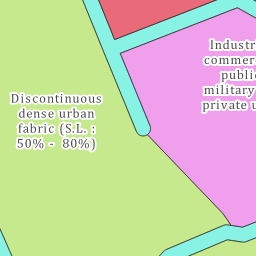 Discontinuous
dense urban
fabric (S.L. :
50% - 80%)
Industr
commer
public
military
private u